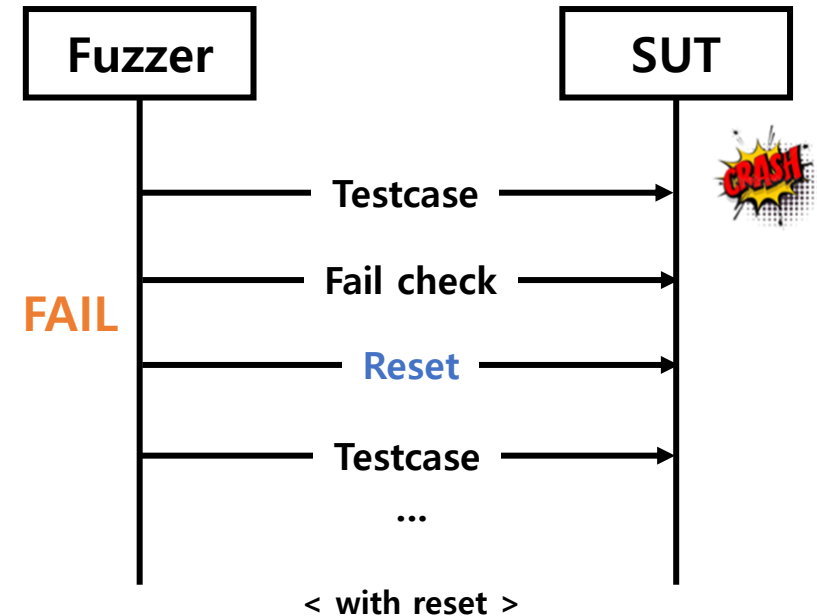 Fuzzer
SUT
CRASH
Testcase
Fail check
FAIL
Reset
Testcase
...
< with reset >